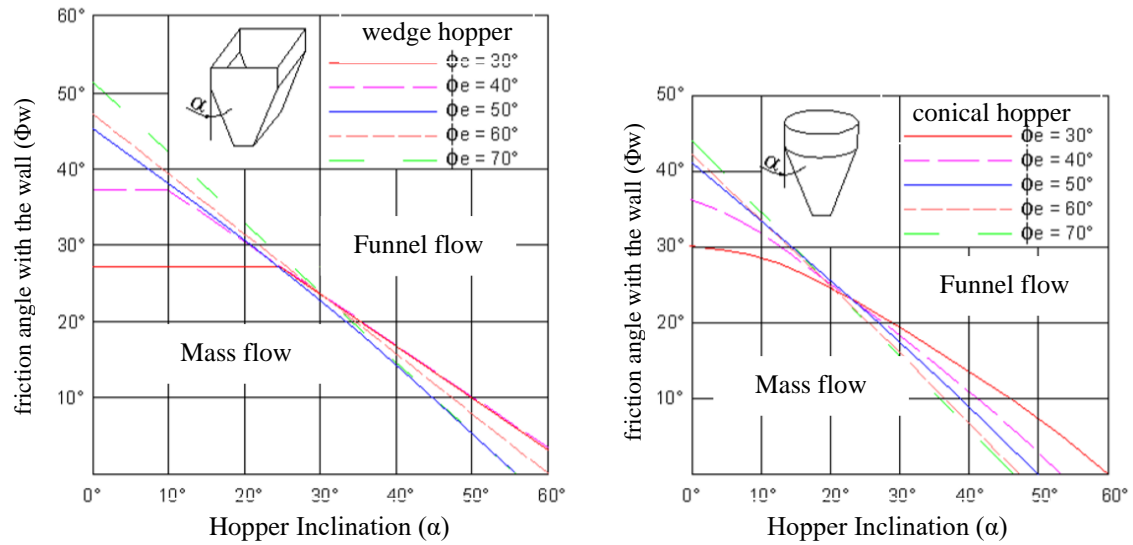 60°
50°
40°
30°
20°
10°
0°
10°
20°
30°
40°
50°
60°
friction angle with the wall (Φw)
Hopper Inclination (α)
wedge hopper
Φe = 30°
Φe = 40°
Φe = 50°
Φe = 60°
Φe = 70°
α
Funnel flow
Mass flow
50°
40°
30°
20°
10°
0°
10°
20°
30°
40°
50°
60°
friction angle with the wall (Φw)
Hopper Inclination (α)
conical hopper
Φe = 30°
Φe = 40°
Φe = 50°
Φe = 60°
Φe = 70°
α
Funnel flow
Mass flow